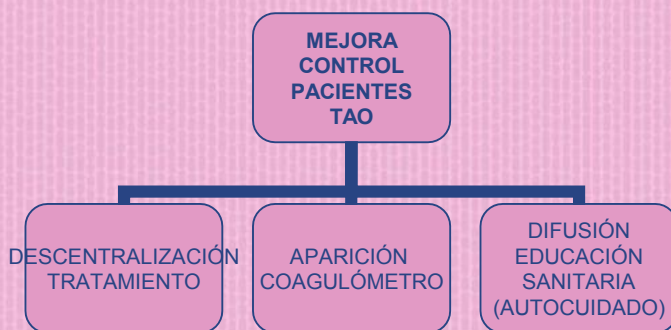 MEJORA
CONTROL
PACIENTES
TAO
DESCENTRALIZACIÓN
TRATAMIENTO
APARICIÓN
COAGULÓMETRO
DIFUSIÓN
EDUCACIÓN
SANITARIA
(AUTOCUIDADO)